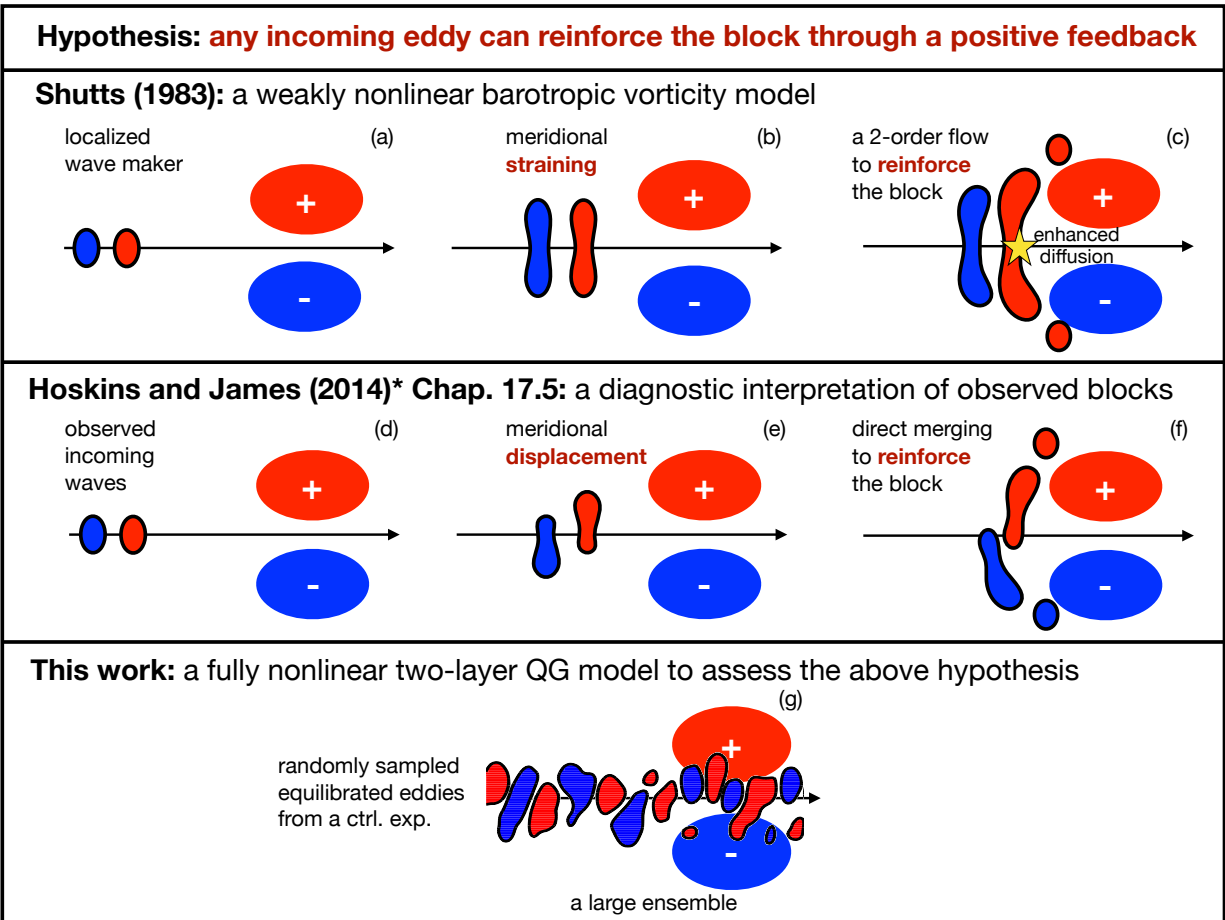 Hypothesis: any incoming eddy can reinforce the block through a positive feedback
Shutts (1983): a weakly nonlinear barotropic vorticity model
localized
wave maker
(a)
+
-
meridional
straining
(b)
+
-
a 2-order flow
to reinforce
the block
(c)
+
enhanced
diffusion
-
Hoskins and James (2014)* Chap. 17.5: a diagnostic interpretation of observed blocks
observed
incoming
waves
(d)
+
-
meridional
displacement
(e)
+
-
direct merging
to reinforce
the block
(f)
+
-
This work: a fully nonlinear two-layer QG model to assess the above hypothesis
(g)
+
randomly sampled
equilibrated eddies
from a ctrl. exp.
-
a large ensemble